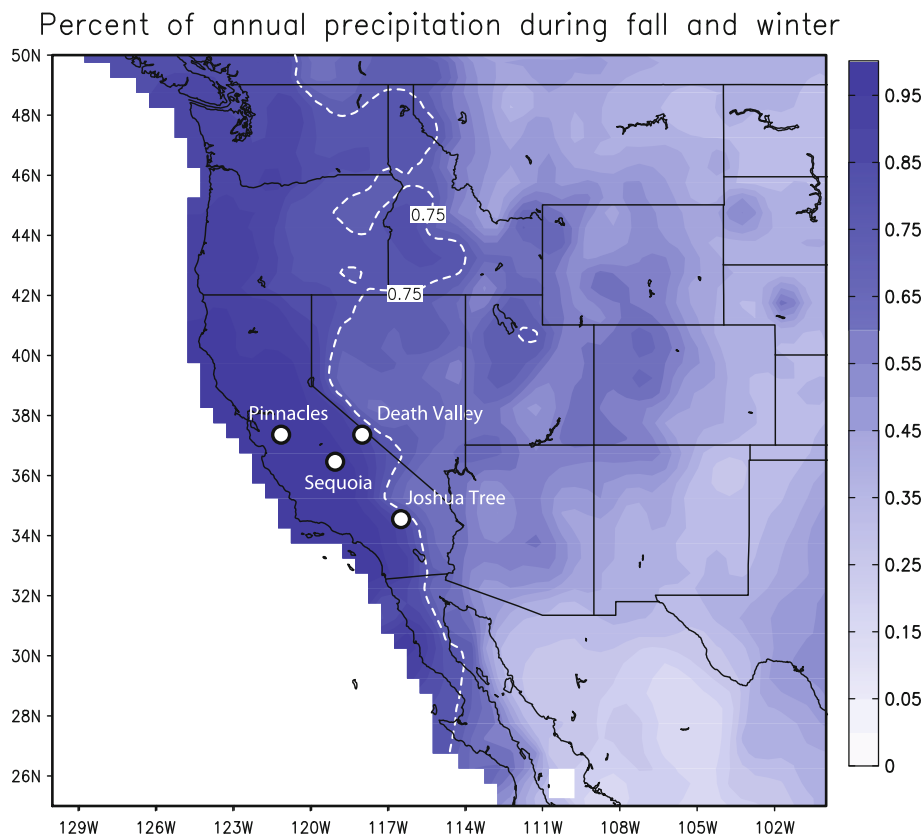 Percent of annual precipitation during fall and winter
50N
48N
46N
44N
42N
40N
38N
36N
34N
32N
30N
28N
26N
0.75
0.75
Pinnacles
Death Valley
Sequoia
Joshua Tree
0.95
0.85
0.75
0.65
0.55
0.45
0.35
0.25
0.15
0.05
0
129W 126W 123W 120W 117W 114W 111W 108W 105W 102W